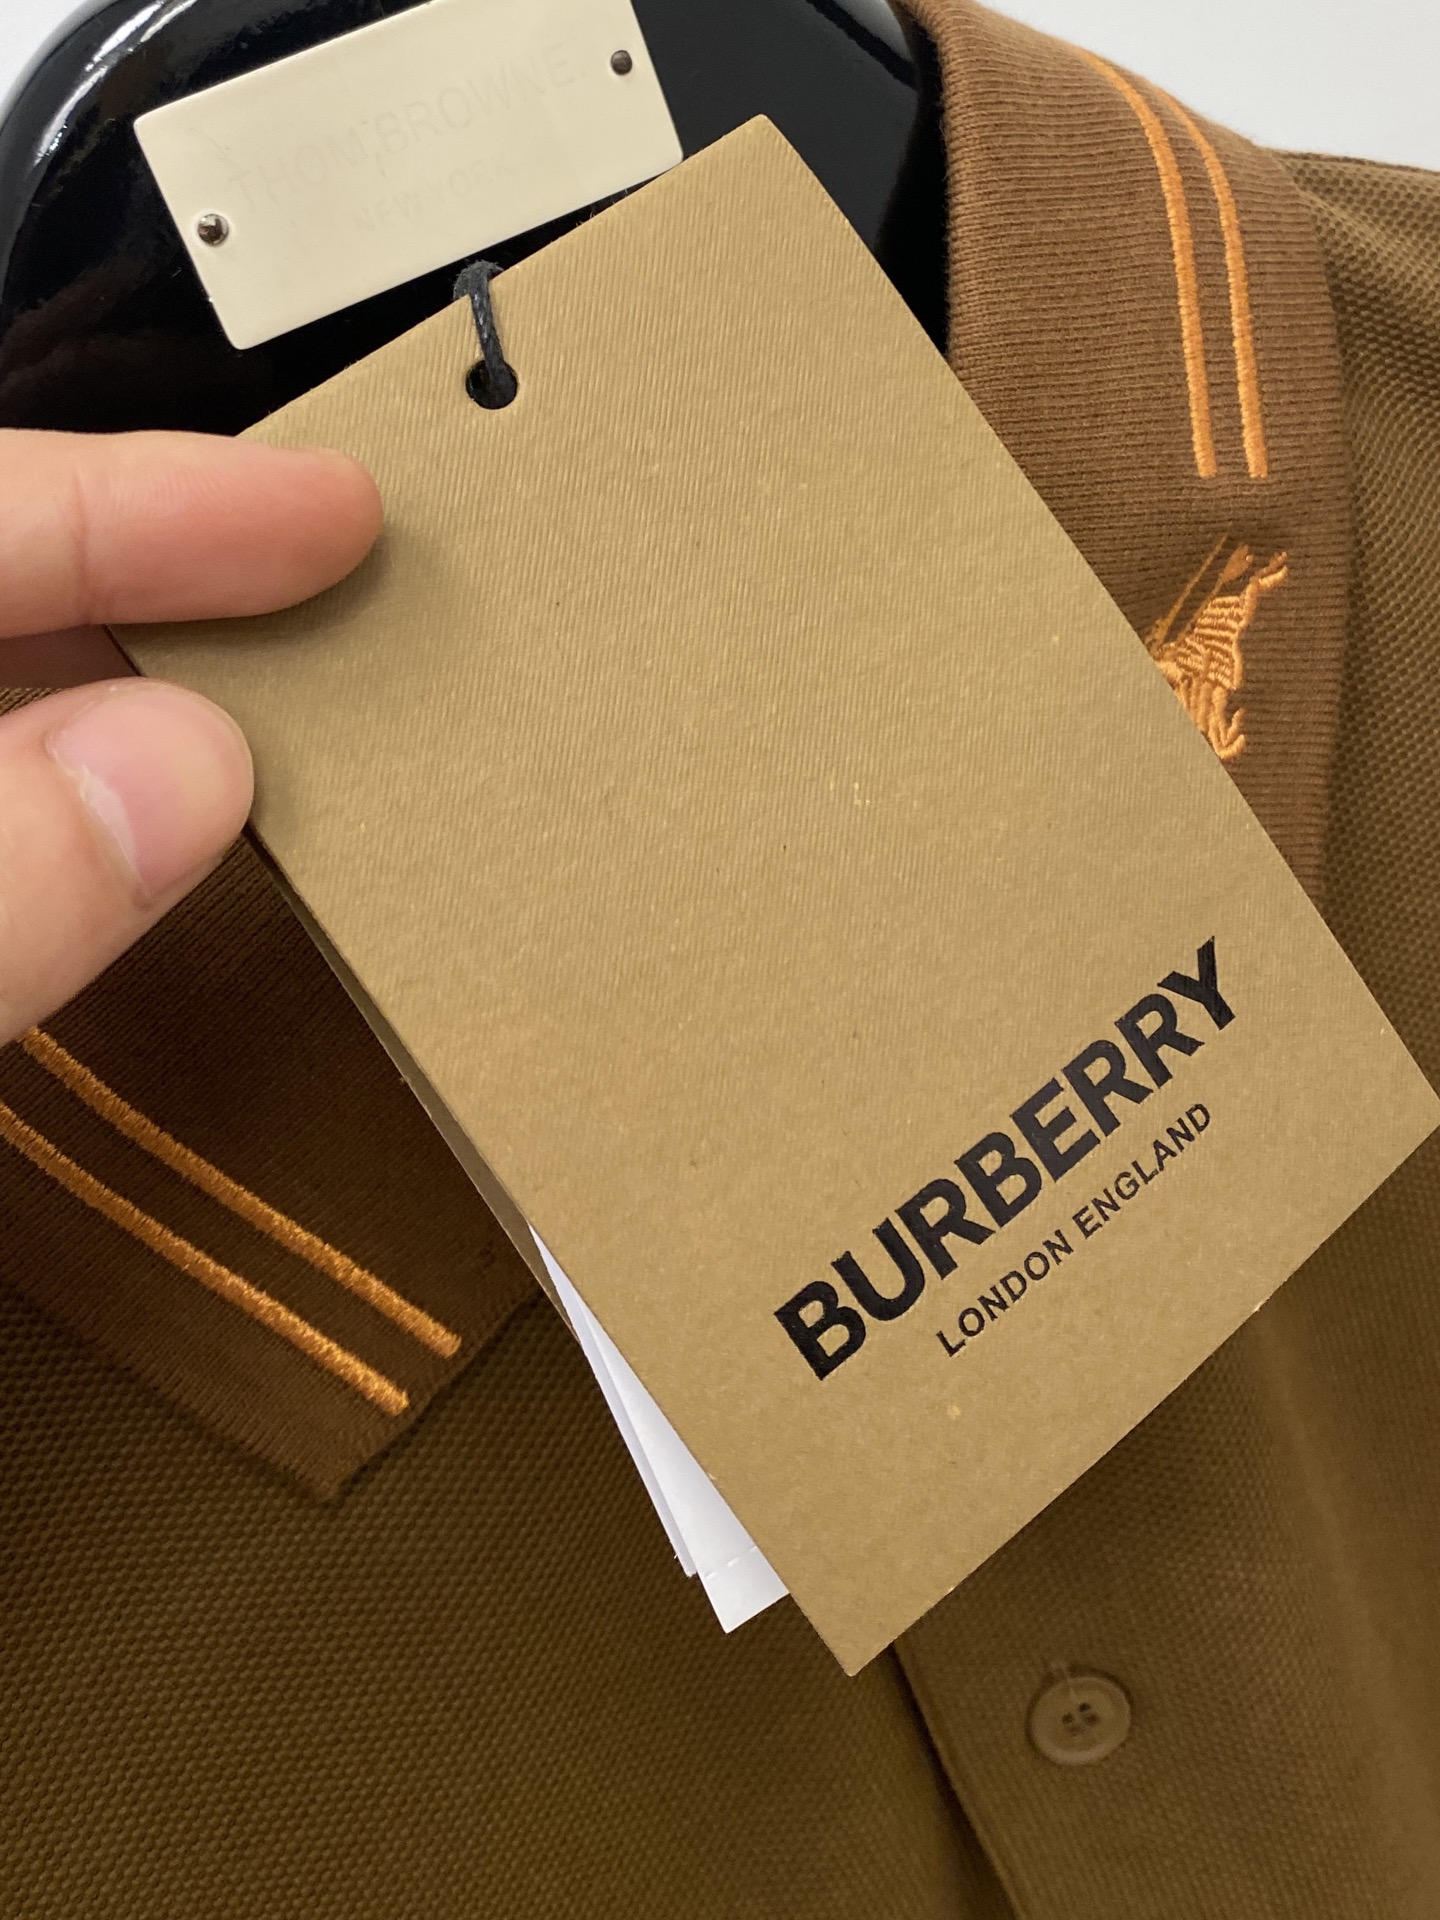 THOM BROWNE.
NEW YORK
BURBERRY
LONDON ENGLAND